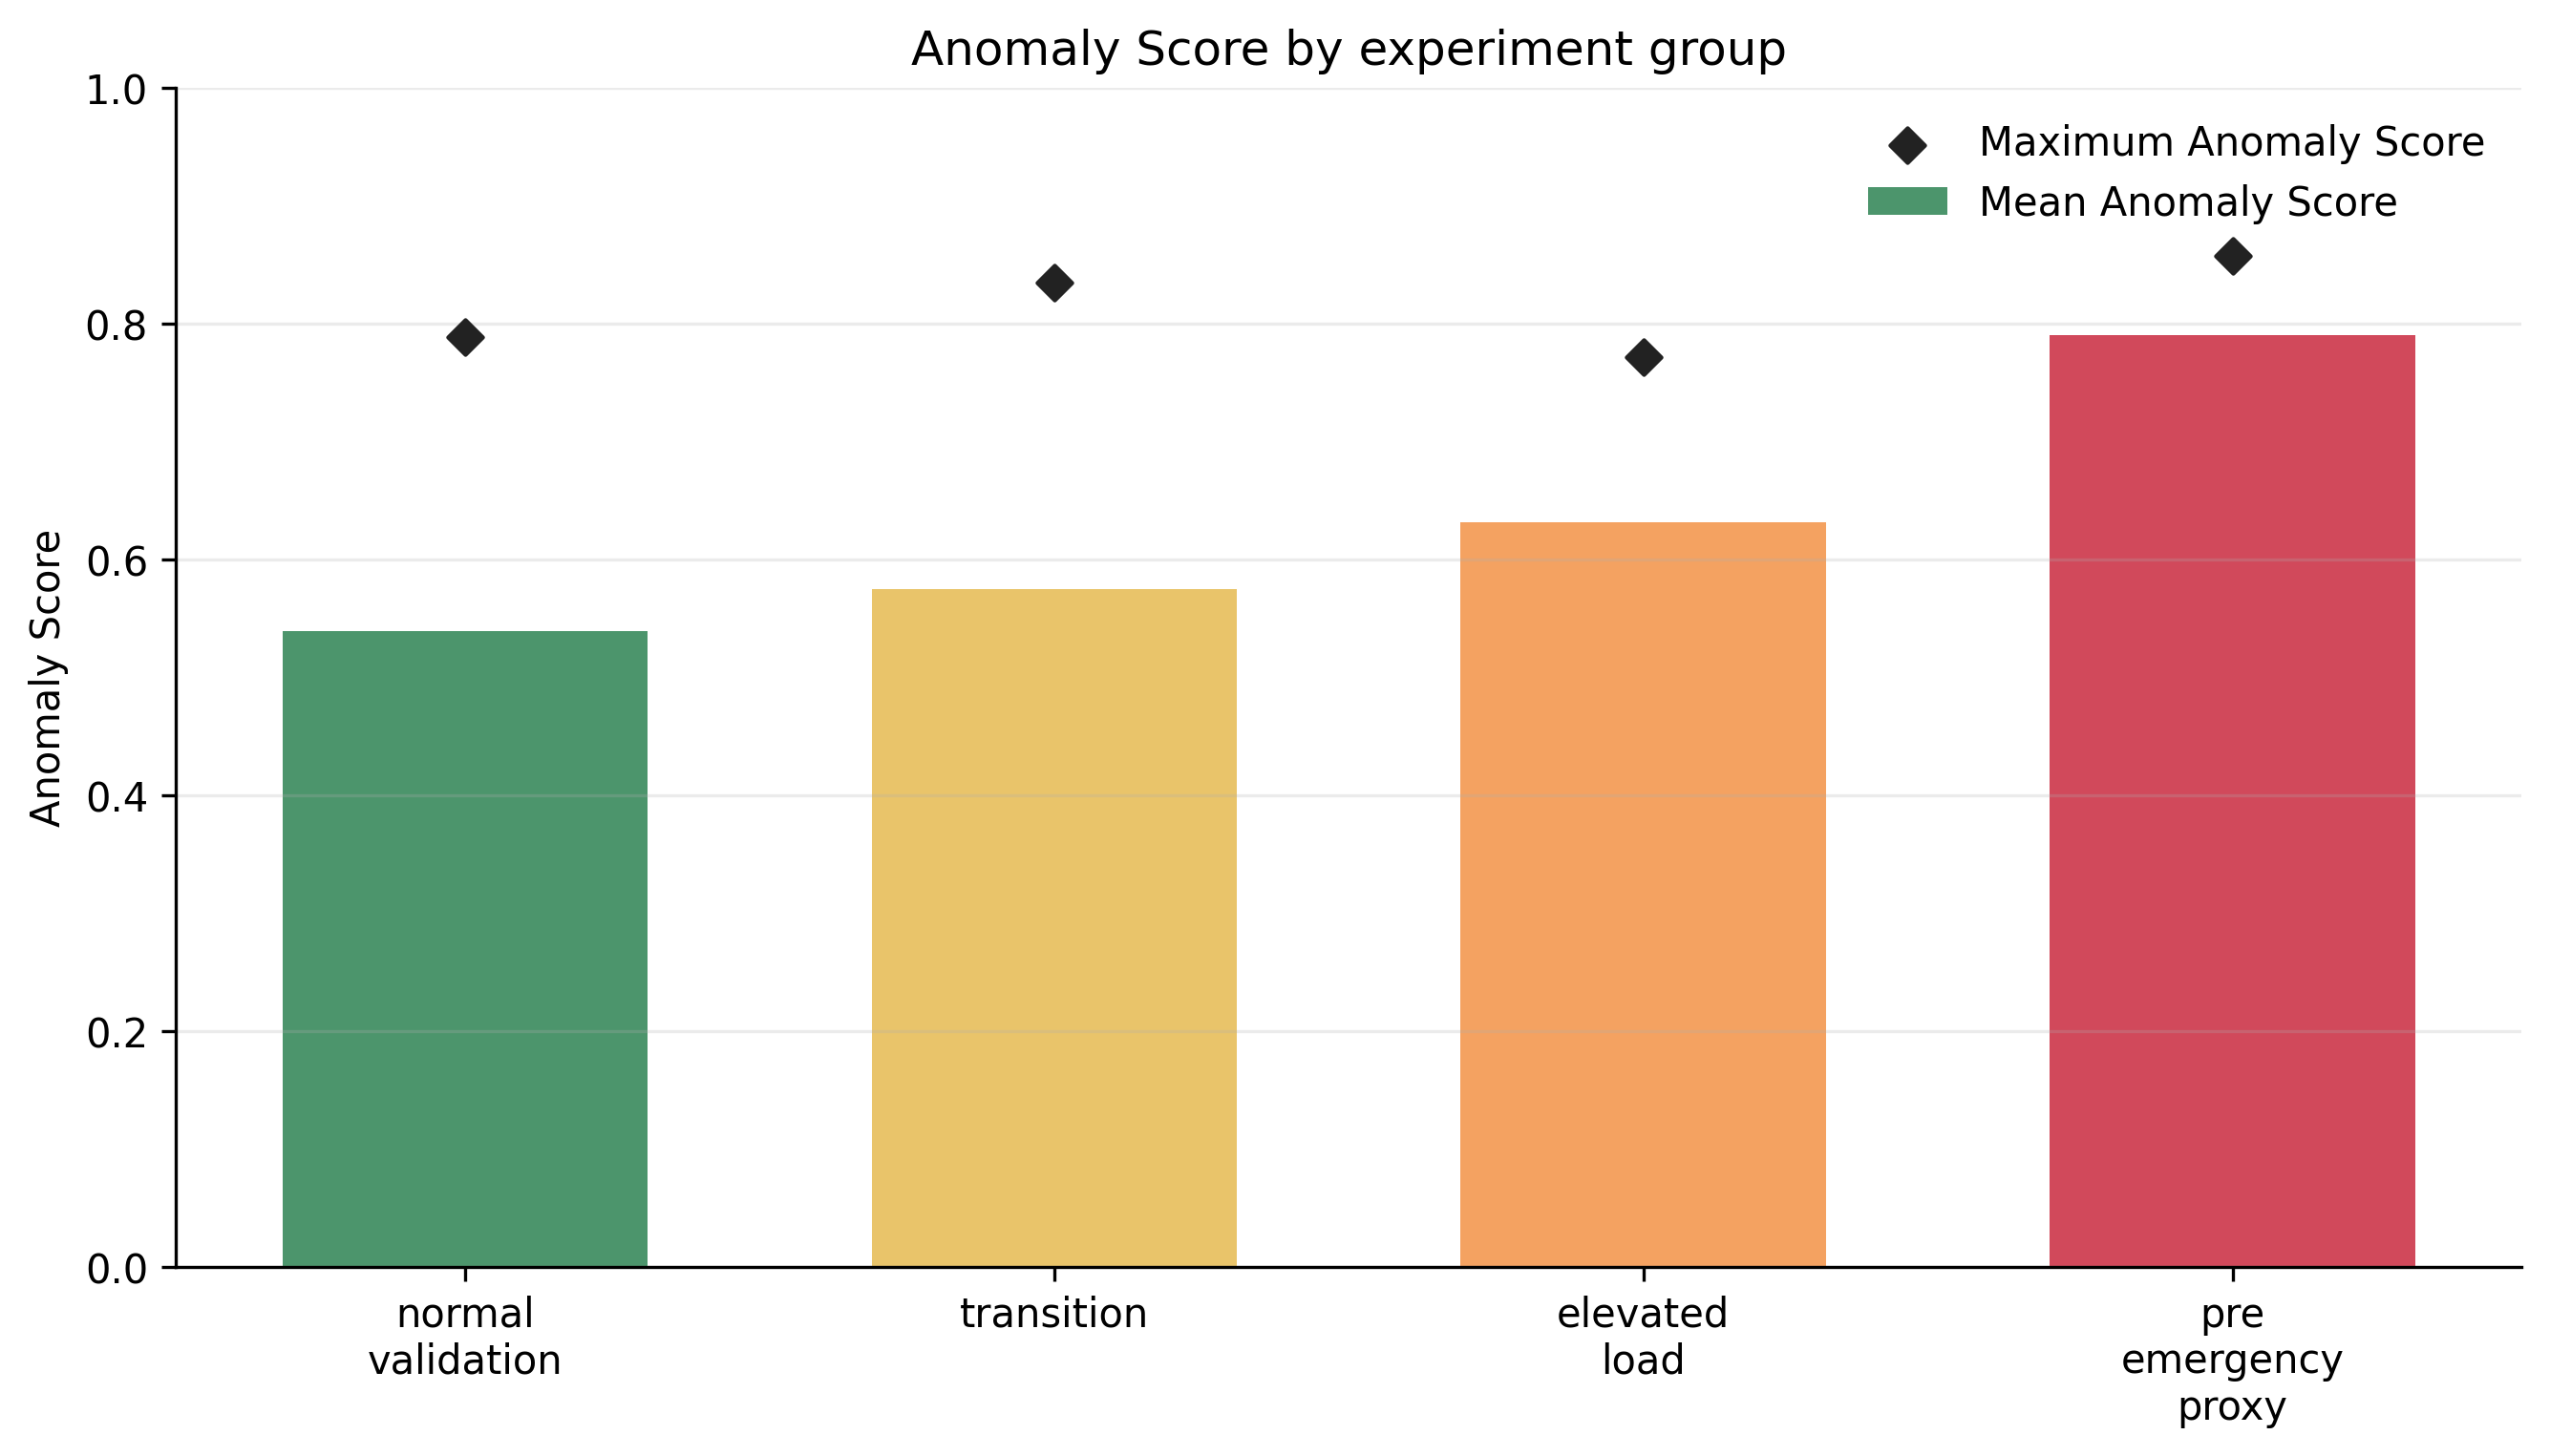 Anomaly Score by experiment group
Maximum Anomaly Score
Mean Anomaly Score
Anomaly Score
1.0
0.8
0.6
0.4
0.2
0.0
normal
validation
transition
elevated
load
pre
emergency
proxy